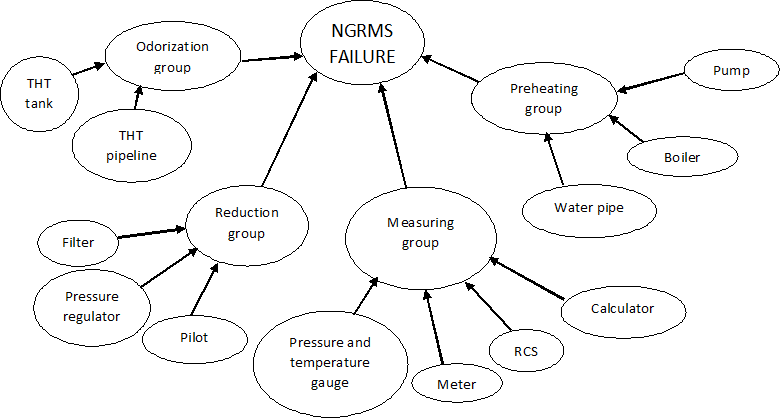 NGRMS
FAILURE
Odorization
group
THT
tank
THT
pipeline
Preheating
group
Pump
Boiler
Water pipe
Reduction
group
Filter
Pressure
regulator
Pilot
Measuring
group
Pressure and
temperature
gauge
Meter
RCS
Calculator